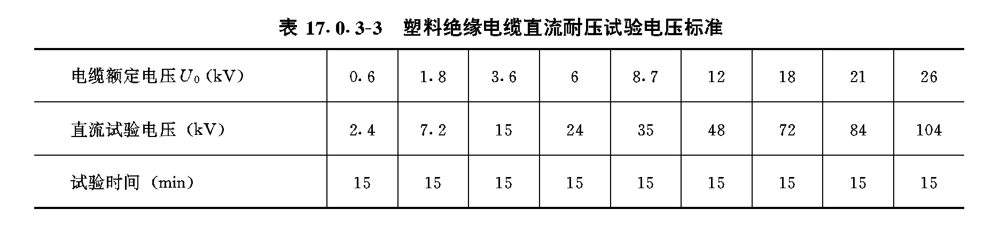 表 17.0.3-3 塑料绝缘电缆直流耐压试验电压标准
电缆额定电压U0(kV) 0.6 1.8 3.6 6 8.7 12 18 21 26
直流试验电压(kV) 2.4 7.2 15 24 35 48 72 84 104
试验时间(min) 15 15 15 15 15 15 15 15 15